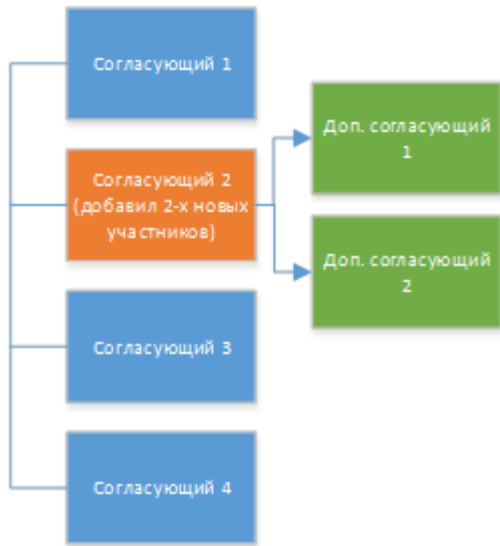 Согласующий 1
Согласующий 2
(добавил 2-х новых
участников)
Доп. согласующий
1
Доп. согласующий
2
Согласующий 3
Согласующий 4